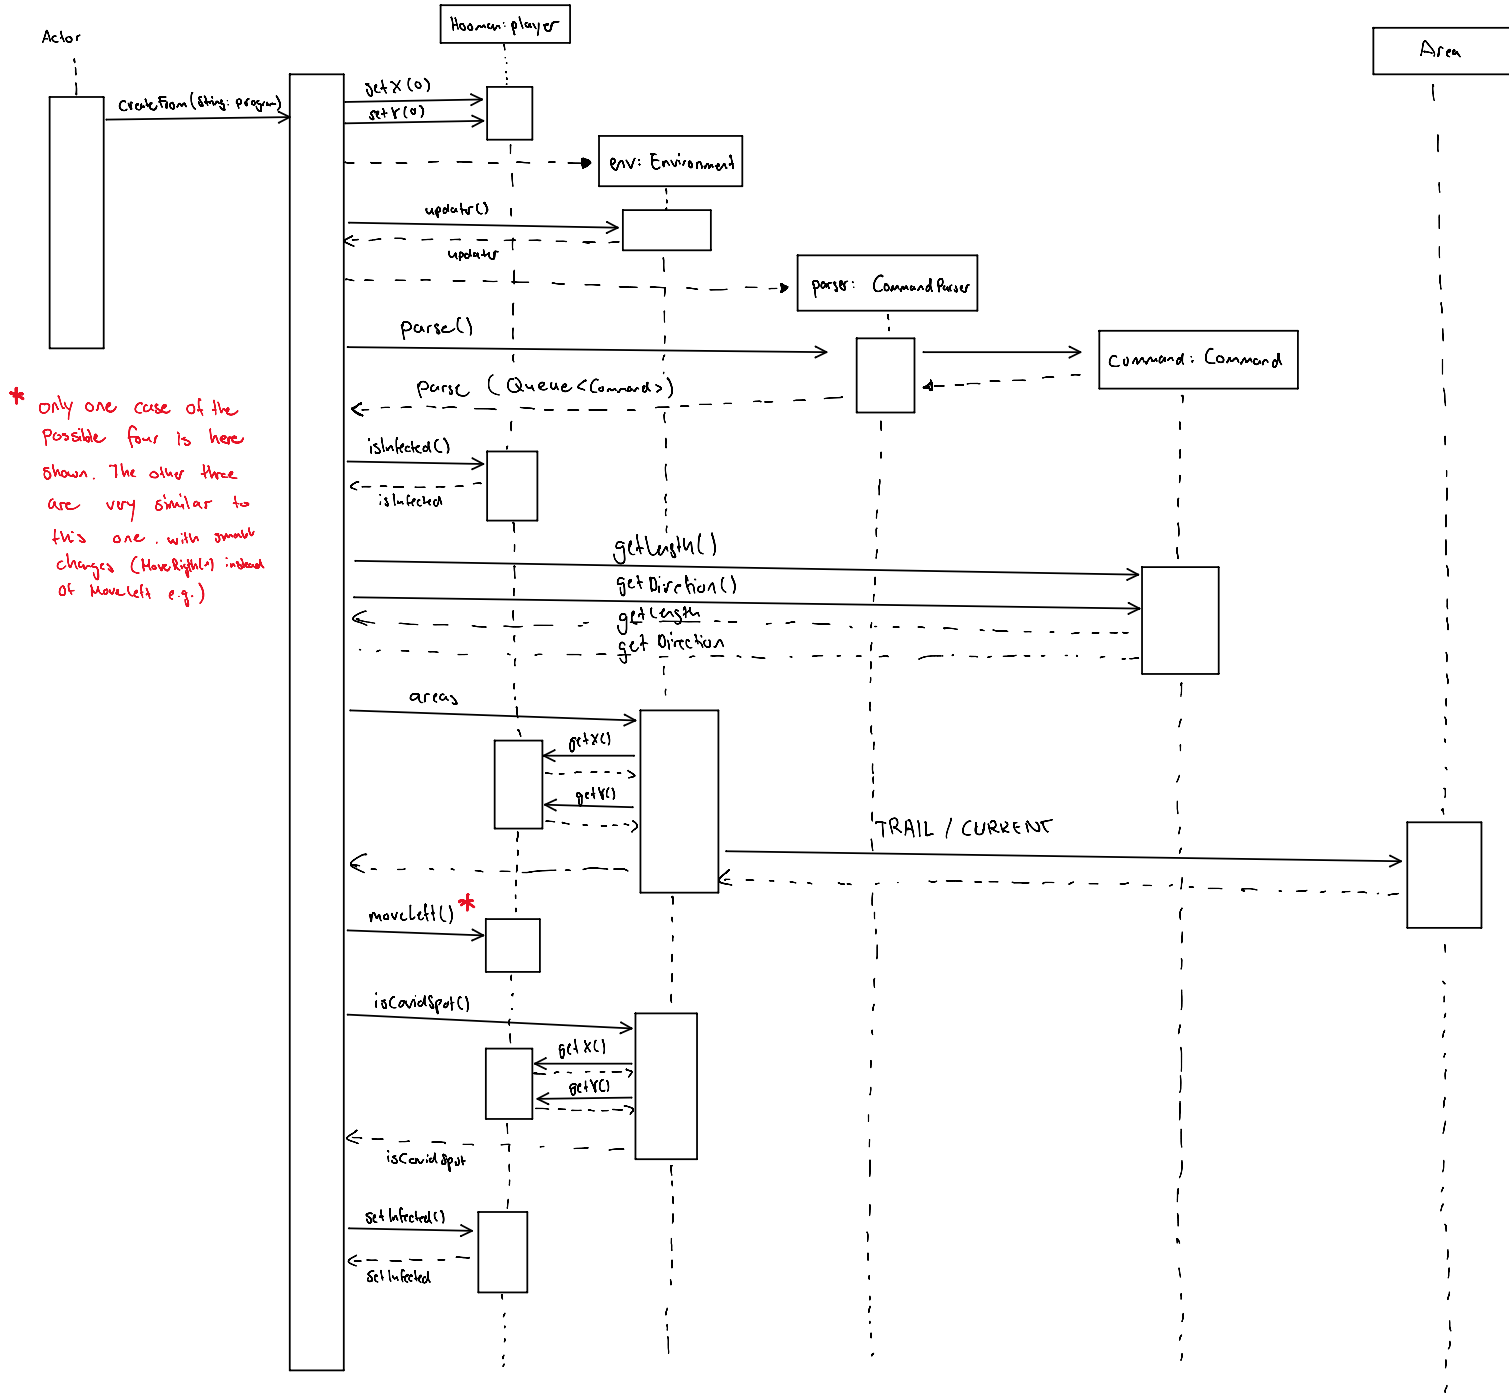 Hooman: player
Actor
Area
setX(0)
createFrom(String: program)
setY(0)
env: Environment
update()
update
parser: CommandParser
parse()
command: Command
parse (Queue<Command>)
* only one case of the
possible four is here
shown. The other three
are very similar to
this one. with small
changes (MoveRigth() instead
of MoveLeft e.g.)
isInfected()
isInfected
getLength()
getDirection()
getLength
getDirection
areas
getX()
getY()
TRAIL / CURRENT
moveLeft() *
isCovidSpot()
getX()
getY()
isCovidSpot
setInfected()
setInfected